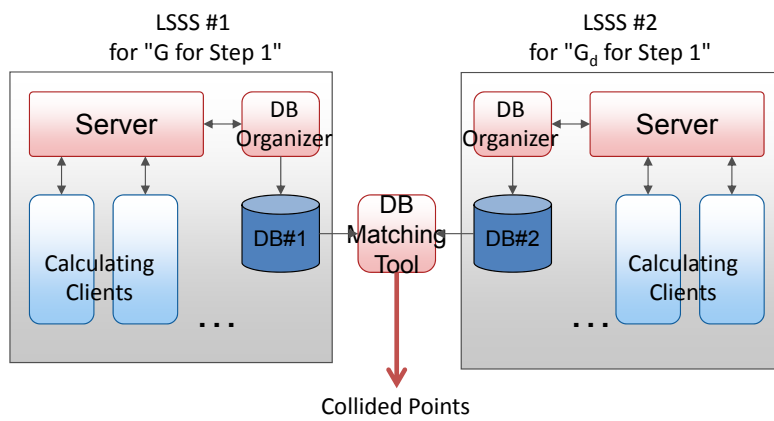 LSSS #1
for "G for Step 1"
LSSS #2
for "Gd for Step 1"
Server
DB
Organizer
DB
Organizer
Server
DB#1
DB
Matching
Tool
DB#2
Calculating
Clients
...
Calculating
Clients
...
Collided Points